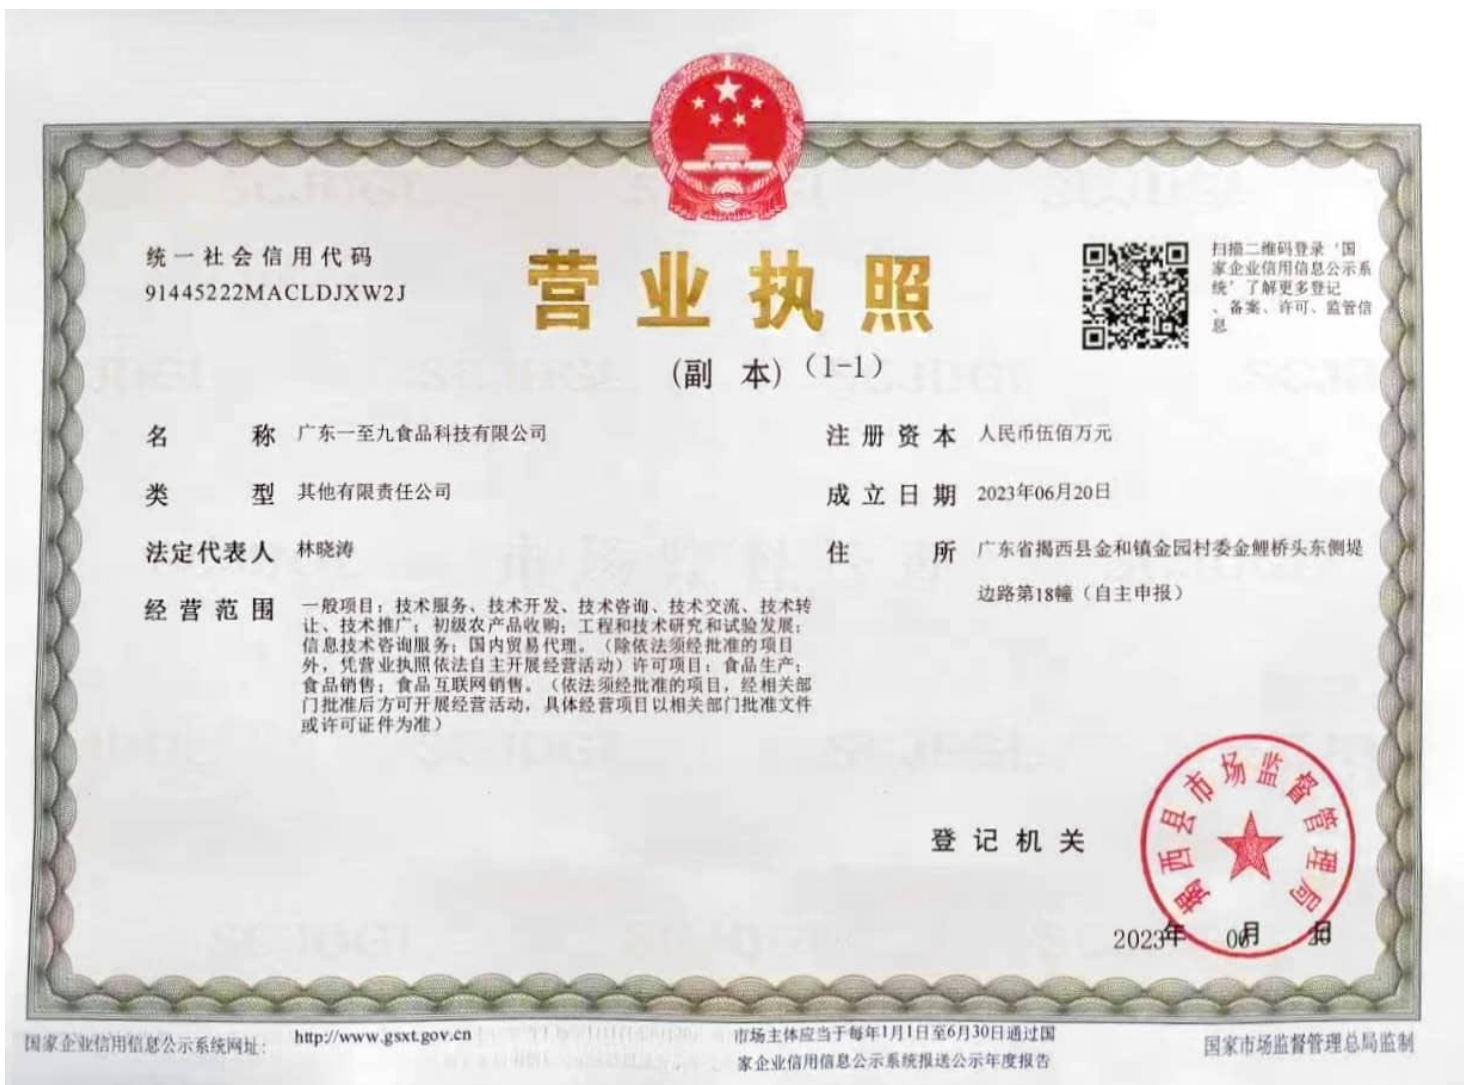 统一社会信用代码
91445222MACLDJXW2J
营业执照
(副 本) (1-1)
扫描二维码登录‘国
家企业信用信息公示系
统’了解更多登记
、备案、许可、监管信
息
名 称 广东一至九食品科技有限公司
类 型 其他有限责任公司
法定代表人 林晓涛
经营范围 一般项目：技术服务、技术开发、技术咨询、技术交流、技术转
让、技术推广；初级农产品收购；工程和技术研究和试验发展；
信息技术咨询服务；国内贸易代理。（除依法须经批准的项目
外，凭营业执照依法自主开展经营活动）许可项目：食品生产；
食品销售；食品互联网销售。（依法须经批准的项目，经相关部
门批准后方可开展经营活动，具体经营项目以相关部门批准文件
或许可证件为准）
注册资本 人民币伍佰万元
成立日期 2023年06月20日
住 所 广东省揭西县金和镇金园村委金鲤桥头东侧堤
边路第18幢（自主申报）
登记机关
揭西县市场监督管理局
2023年 06月 20日
国家企业信用信息公示系统网址：
http://www.gsxt.gov.cn
市场主体应当于每年1月1日至6月30日通过国
家企业信用信息公示系统报送公示年度报告
国家市场监督管理总局监制